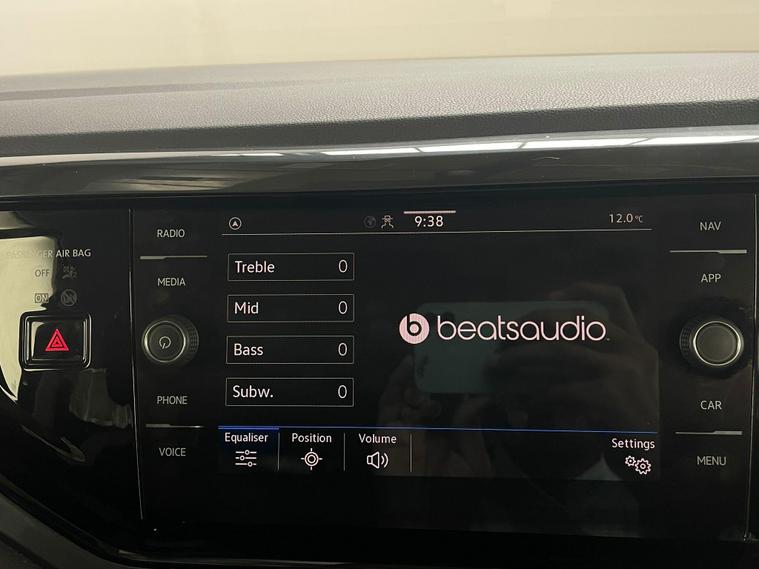 RADIO
MEDIA
PHONE
VOICE
PASSENGER AIR BAG
OFF
ON
9:38
12.0°C
Treble 0
Mid 0
Bass 0
Subw. 0
b beatsaudio™
Equaliser
Position
Volume
Settings
NAV
APP
CAR
MENU